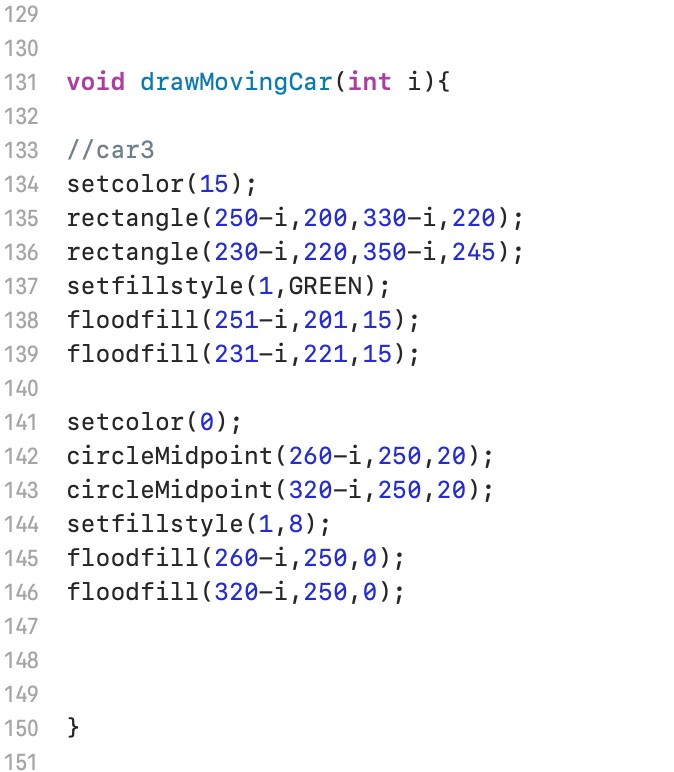 129
130
131 void drawMovingCar(int i){
132
133 //car3
134 setcolor(15);
135 rectangle(250-i,200,330-i,220);
136 rectangle(230-i,220,350-i,245);
137 setfillstyle(1,GREEN);
138 floodfill(251-i,201,15);
139 floodfill(231-i,221,15);
140
141 setcolor(0);
142 circleMidpoint(260-i,250,20);
143 circleMidpoint(320-i,250,20);
144 setfillstyle(1,8);
145 floodfill(260-i,250,0);
146 floodfill(320-i,250,0);
147
148
149
150 }
151